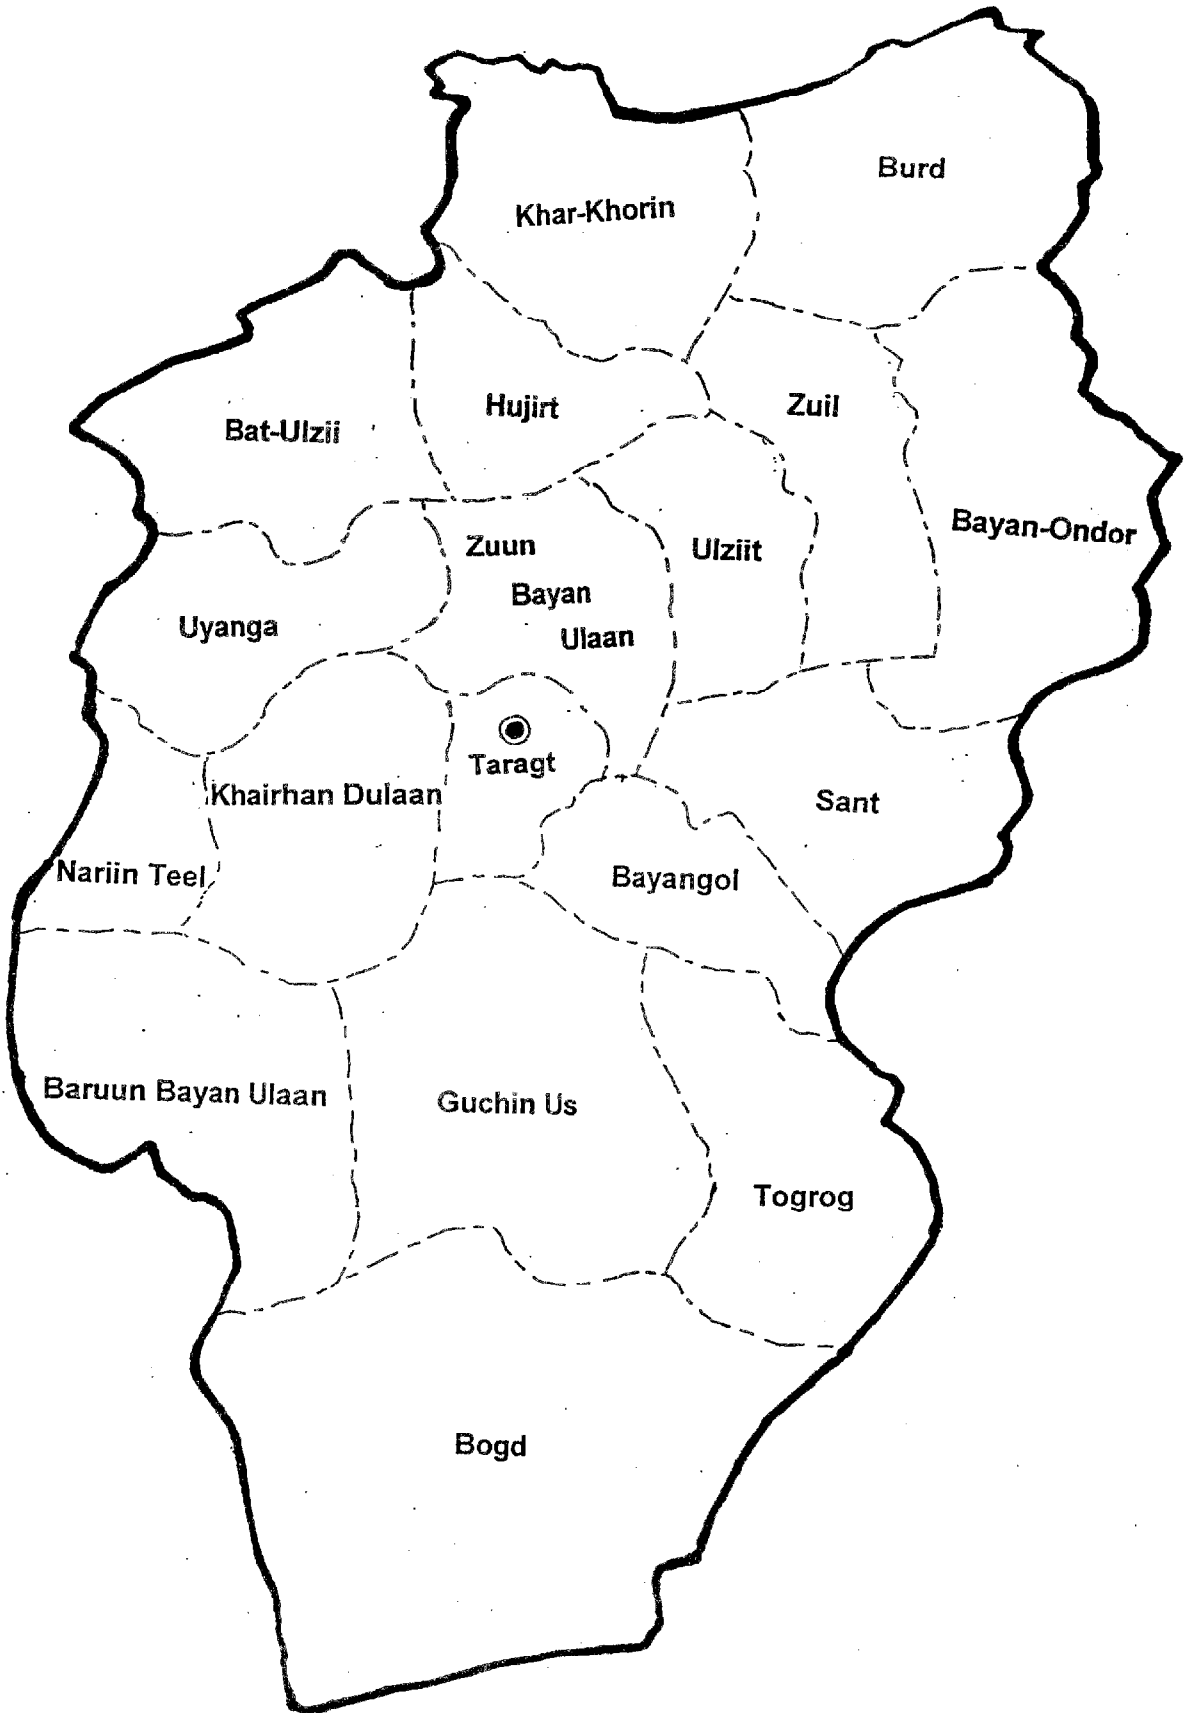 Burd
Khar-Khorin
Hujirt
Zuil
Bat-Ulzii
Bayan-Ondor
Zuun
Bayan
Ulaan
Ulziit
Uyanga
Taragt
Khairhan Dulaan
Sant
Nariin Teel
Bayangol
Baruun Bayan Ulaan
Guchin Us
Togrog
Bogd